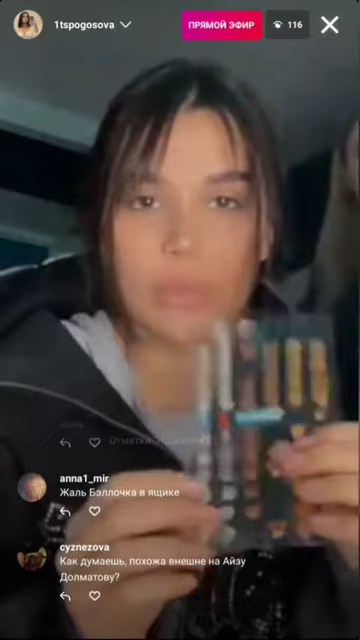 1tspogosova
ПРЯМОЙ ЭФИР
116
anna1_mir
Жаль Бэллочка в ящике
cyznezova
Как думаешь, похожа внешне на Айзу
Долматову?